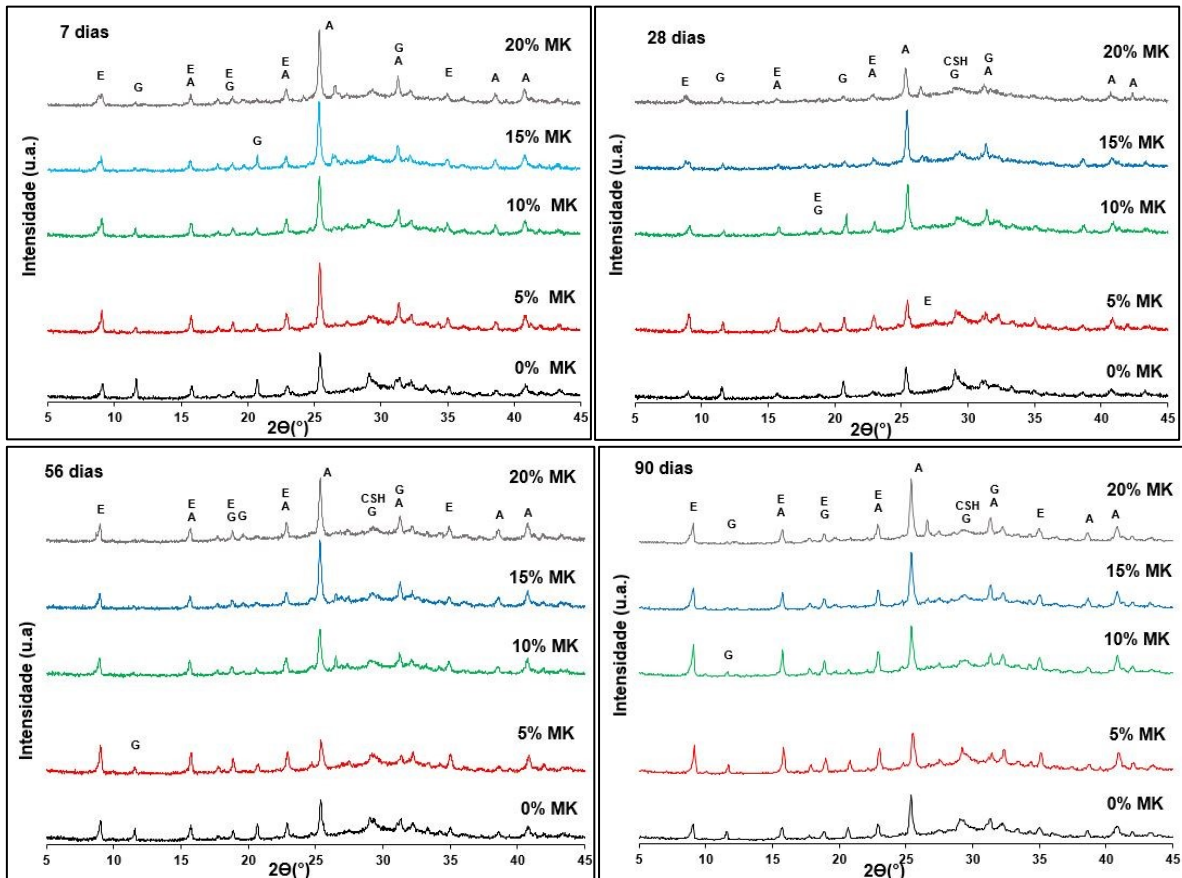 7 dias
A
20% MK
E
G
E
A
E
G
E
A
G
A
E
A
A
15% MK
G
10% MK
5% MK
0% MK
Intensidade (u.a.)
5 10 15 20 25 30 35 40 45
2Θ(°)
28 dias
20% MK
E
G
E
A
G
E
A
A
CSH
G
G
A
A
A
15% MK
E
G
10% MK
5% MK
E
0% MK
Intensidade (u.a.)
5 10 15 20 25 30 35 40 45
2Θ(°)
56 dias
A
20% MK
E
E
A
E
G
G
E
A
CSH
G
G
A
E
A
A
15% MK
10% MK
5% MK
G
0% MK
Intensidade (u.a)
5 10 15 20 25 30 35 40 45
2Θ(°)
90 dias
A
20% MK
E
G
E
A
E
G
E
A
CSH
G
G
A
E
A
A
15% MK
10% MK
G
5% MK
0% MK
Intensidade (u.a.)
5 10 15 20 25 30 35 40 45
2Θ(°)